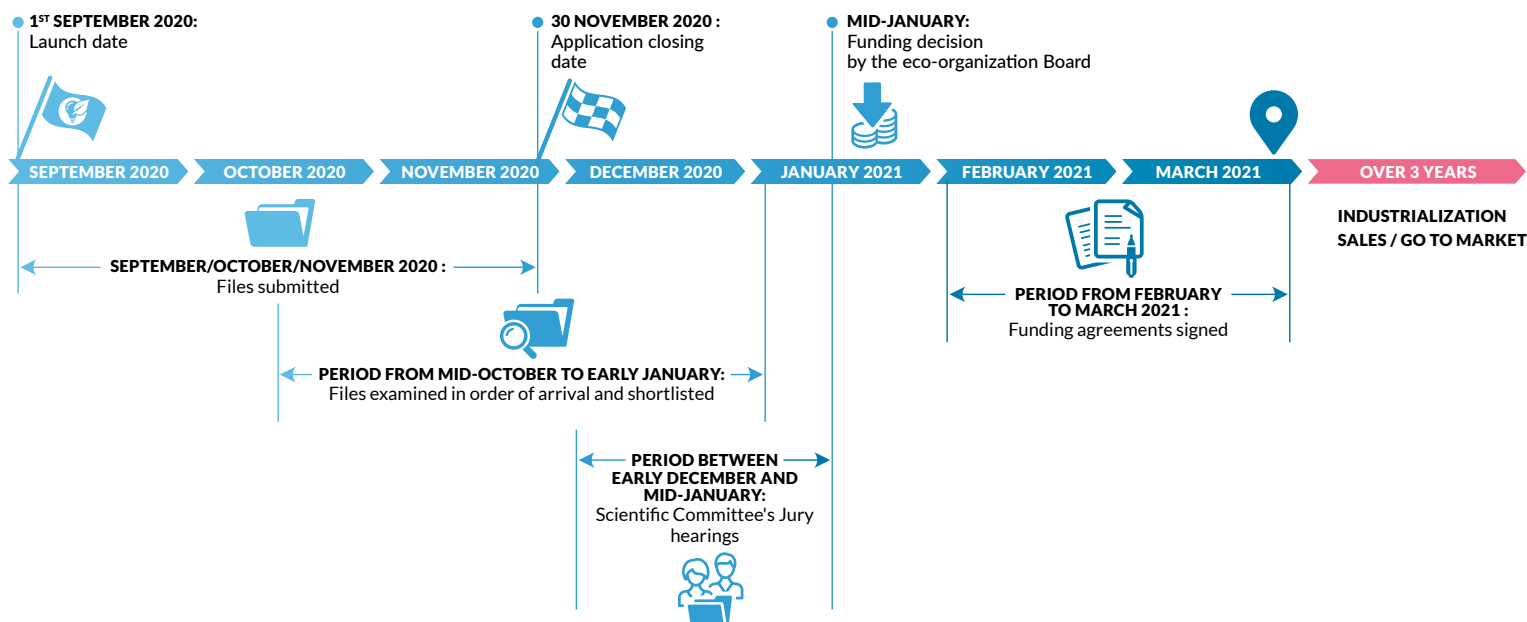 1ST SEPTEMBER 2020:
Launch date
30 NOVEMBER 2020 :
Application closing
date
MID-JANUARY:
Funding decision
by the eco-organization Board
SEPTEMBER 2020
OCTOBER 2020
NOVEMBER 2020
DECEMBER 2020
JANUARY 2021
FEBRUARY 2021
MARCH 2021
OVER 3 YEARS
INDUSTRIALIZATION
SALES / GO TO MARKET
SEPTEMBER/OCTOBER/NOVEMBER 2020 :
Files submitted
PERIOD FROM FEBRUARY
TO MARCH 2021 :
Funding agreements signed
PERIOD FROM MID-OCTOBER TO EARLY JANUARY:
Files examined in order of arrival and shortlisted
PERIOD BETWEEN
EARLY DECEMBER AND
MID-JANUARY:
Scientific Committee's Jury
hearings